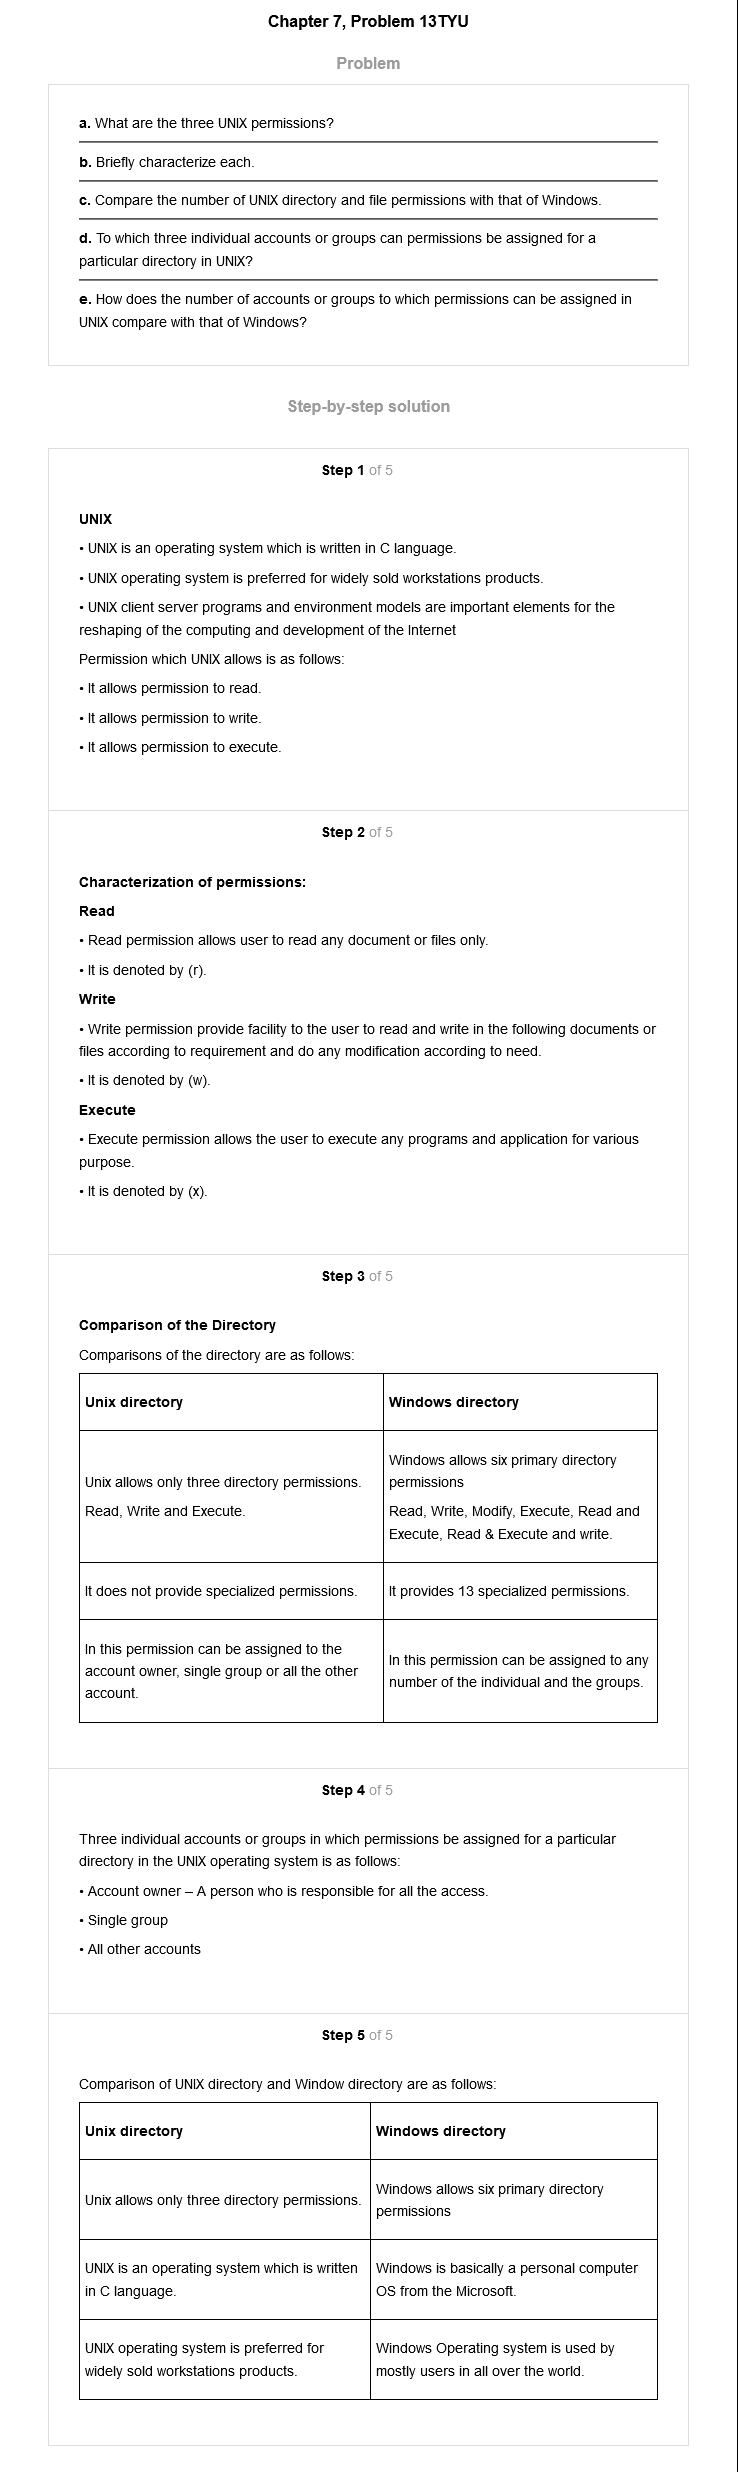 Chapter 7, Problem 13TYU
Problem
a. What are the three UNIX permissions?
b. Briefly characterize each.
c. Compare the number of UNIX directory and file permissions with that of Windows.
d. To which three individual accounts or groups can permissions be assigned for a
particular directory in UNIX?
e. How does the number of accounts or groups to which permissions can be assigned in
UNIX compare with that of Windows?
Step-by-step solution
Step 1 of 5
UNIX
• UNIX is an operating system which is written in C language.
• UNIX operating system is preferred for widely sold workstations products.
• UNIX client server programs and environment models are important elements for the
reshaping of the computing and development of the Internet
Permission which UNIX allows is as follows:
• It allows permission to read.
• It allows permission to write.
• It allows permission to execute.
Step 2 of 5
Characterization of permissions:
Read
• Read permission allows user to read any document or files only.
• It is denoted by (r).
Write
• Write permission provide facility to the user to read and write in the following documents or
files according to requirement and do any modification according to need.
• It is denoted by (w).
Execute
• Execute permission allows the user to execute any programs and application for various
purpose.
• It is denoted by (x).
Step 3 of 5
Comparison of the Directory
Comparisons of the directory are as follows:
Unix directory
Windows directory
Unix allows only three directory permissions.
Read, Write and Execute.
Windows allows six primary directory
permissions
Read, Write, Modify, Execute, Read and
Execute, Read & Execute and write.
It does not provide specialized permissions.
It provides 13 specialized permissions.
In this permission can be assigned to the
account owner, single group or all the other
account.
In this permission can be assigned to any
number of the individual and the groups.
Step 4 of 5
Three individual accounts or groups in which permissions be assigned for a particular
directory in the UNIX operating system is as follows:
• Account owner – A person who is responsible for all the access.
• Single group
• All other accounts
Step 5 of 5
Comparison of UNIX directory and Window directory are as follows:
Unix directory
Windows directory
Unix allows only three directory permissions.
Windows allows six primary directory
permissions
UNIX is an operating system which is written
in C language.
Windows is basically a personal computer
OS from the Microsoft.
UNIX operating system is preferred for
widely sold workstations products.
Windows Operating system is used by
mostly users in all over the world.